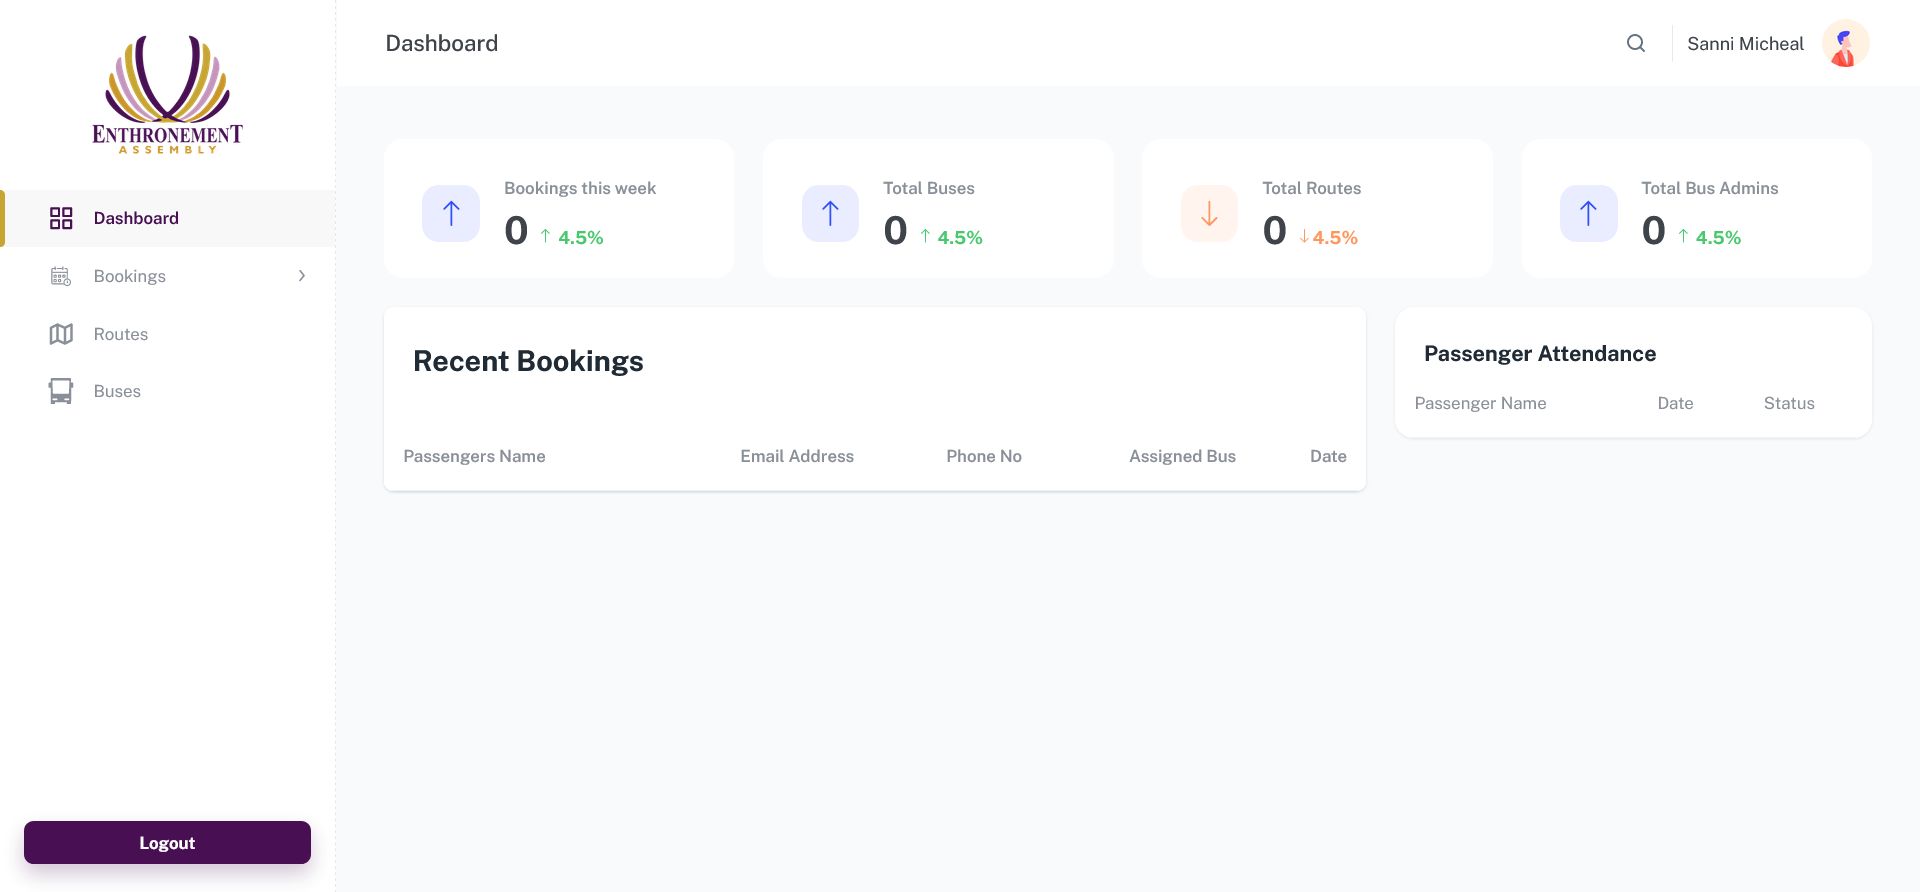 ENTHRONEMENT
ASSEMBLY
Dashboard
Bookings
Routes
Buses
Logout
Dashboard
Sanni Micheal
Bookings this week
0 ↑ 4.5%
Total Buses
0 ↑ 4.5%
Total Routes
0 ↓ 4.5%
Total Bus Admins
0 ↑ 4.5%
Recent Bookings
Passengers Name Email Address Phone No Assigned Bus Date
Passenger Attendance
Passenger Name Date Status